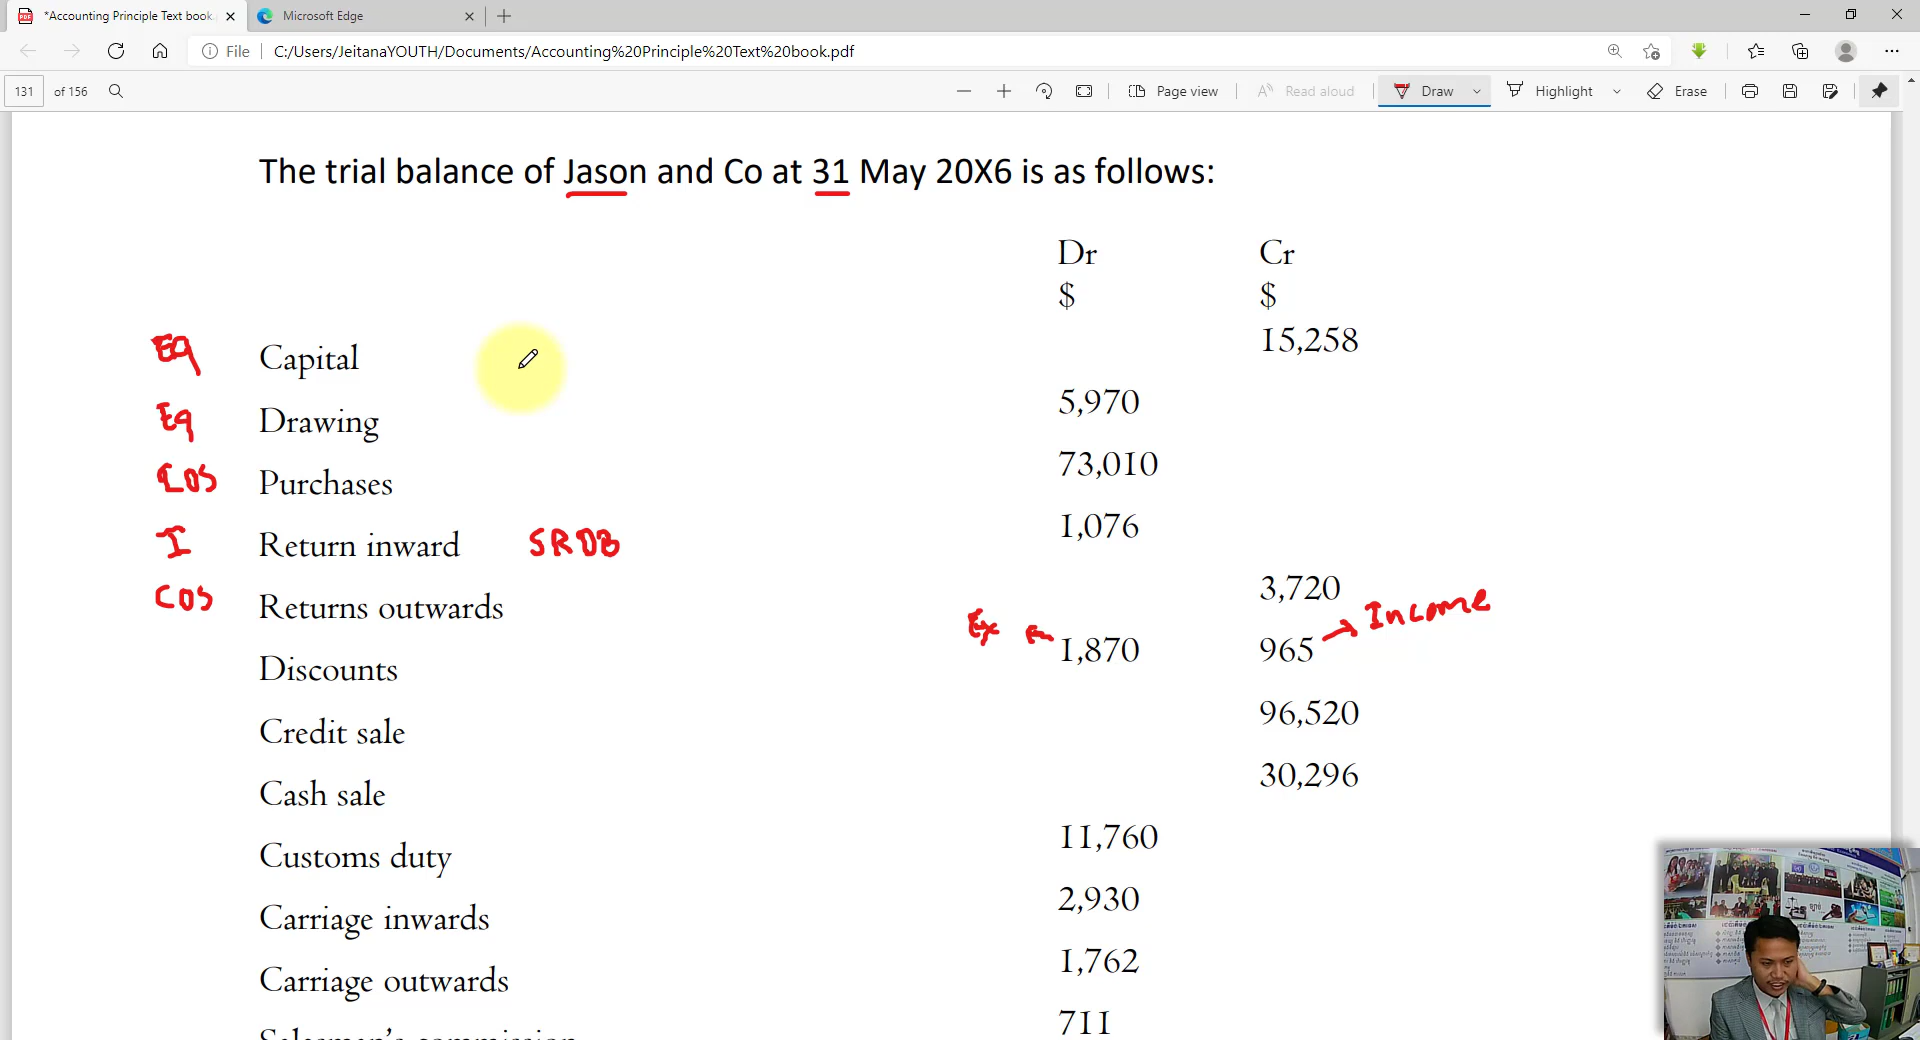 *Accounting Principle Text book.
Microsoft Edge
File
C:/Users/JeitanaYOUTH/Documents/Accounting%20Principle%20Text%20book.pdf
131 of 156
Page view
Read aloud
Draw
Highlight
Erase
The trial balance of Jason and Co at 31 May 20X6 is as follows:
Dr Cr
$ $
Eq Capital 15,258
Eq Drawing 5,970
COS Purchases 73,010
I Return inward SRDB 1,076
COS Returns outwards 3,720
Discounts Ex ← 1,870 965 → Income
Credit sale 96,520
Cash sale 30,296
Customs duty 11,760
Carriage inwards 2,930
Carriage outwards 1,762
Salesman's commission 711